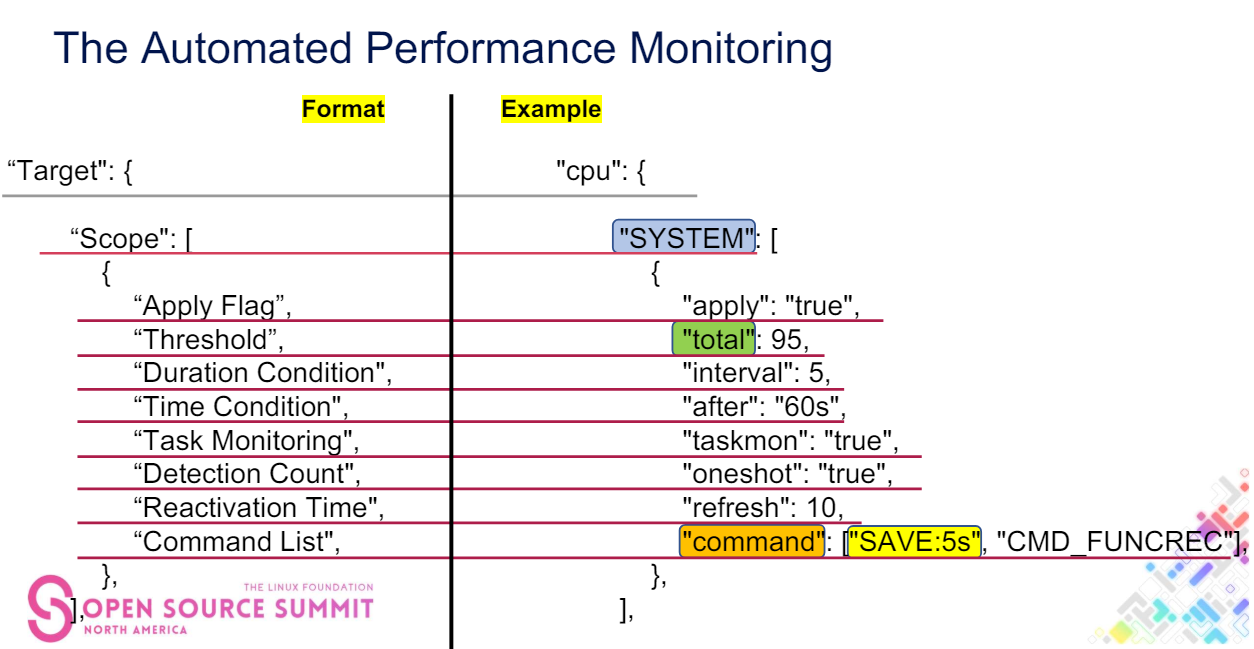 The Automated Performance Monitoring
Format
“Target": {
“Scope": [
{
“Apply Flag”,
“Threshold”,
“Duration Condition",
“Time Condition",
“Task Monitoring",
“Detection Count",
“Reactivation Time",
“Command List",
},
],
Example
"cpu": {
"SYSTEM": [
{
"apply": "true",
"total": 95,
"interval": 5,
"after": "60s",
"taskmon": "true",
"oneshot": "true",
"refresh": 10,
"command": ["SAVE:5s", "CMD_FUNCREC"],
},
],
THE LINUX FOUNDATION
OPEN SOURCE SUMMIT
NORTH AMERICA